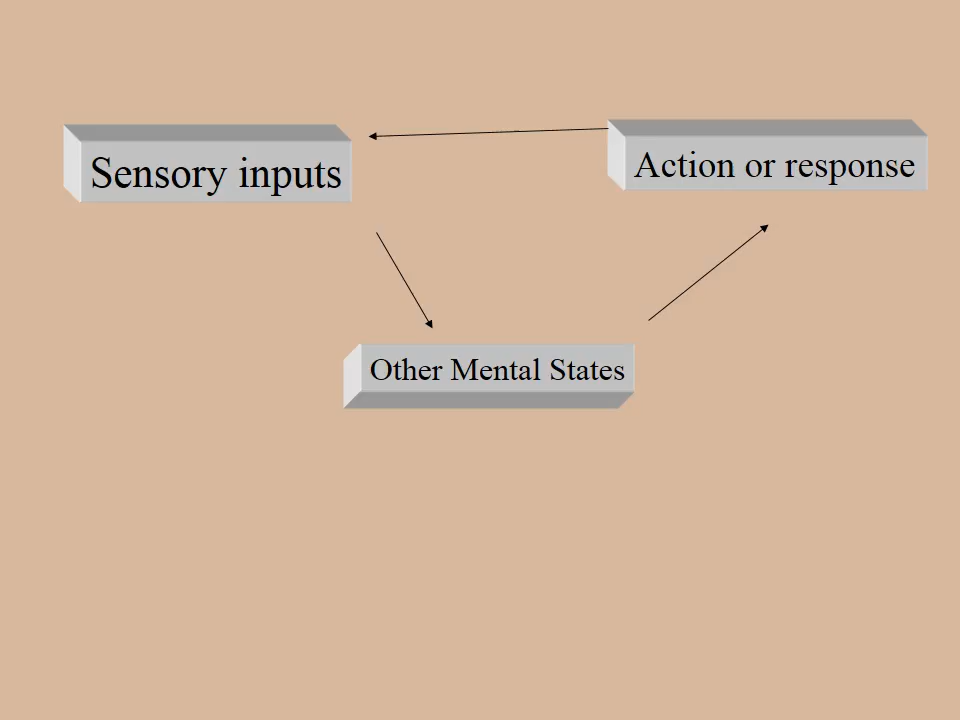 Sensory inputs
Action or response
Other Mental States